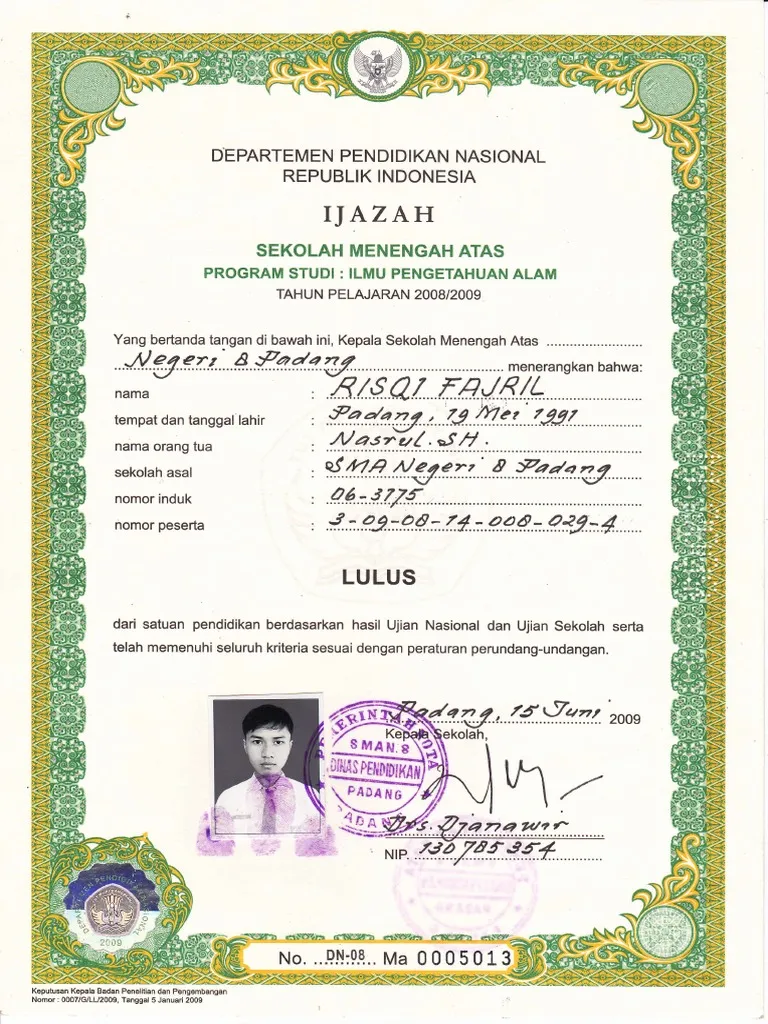 DEPARTEMEN PENDIDIKAN NASIONAL
REPUBLIK INDONESIA
IJAZAH
SEKOLAH MENENGAH ATAS
PROGRAM STUDI : ILMU PENGETAHUAN ALAM
TAHUN PELAJARAN 2008/2009
Yang bertanda tangan di bawah ini, Kepala Sekolah Menengah Atas
Negeri 8 Padang menerangkan bahwa:
nama : RISQI FAJRIL
tempat dan tanggal lahir : Padang, 19 Mei 1991
nama orang tua : Nasrul. SH.
sekolah asal : SMA Negeri 8 Padang
nomor induk : 06-3775
nomor peserta : 3-09-08-14-008-029-4
LULUS
dari satuan pendidikan berdasarkan hasil Ujian Nasional dan Ujian Sekolah serta
telah memenuhi seluruh kriteria sesuai dengan peraturan perundang-undangan.
Padang, 15 Juni 2009
Kepala Sekolah,
PEMERINTAH KOTA
SMAN. 8
DINAS PENDIDIKAN
PADANG
PADANG
Drs. Djanawir
NIP. 130785354
2009
No. DN-08 Ma 0005013
Keputusan Kepala Badan Penelitian dan Pengembangan
Nomor : 0007/G/LL/2009, Tanggal 5 Januari 2009